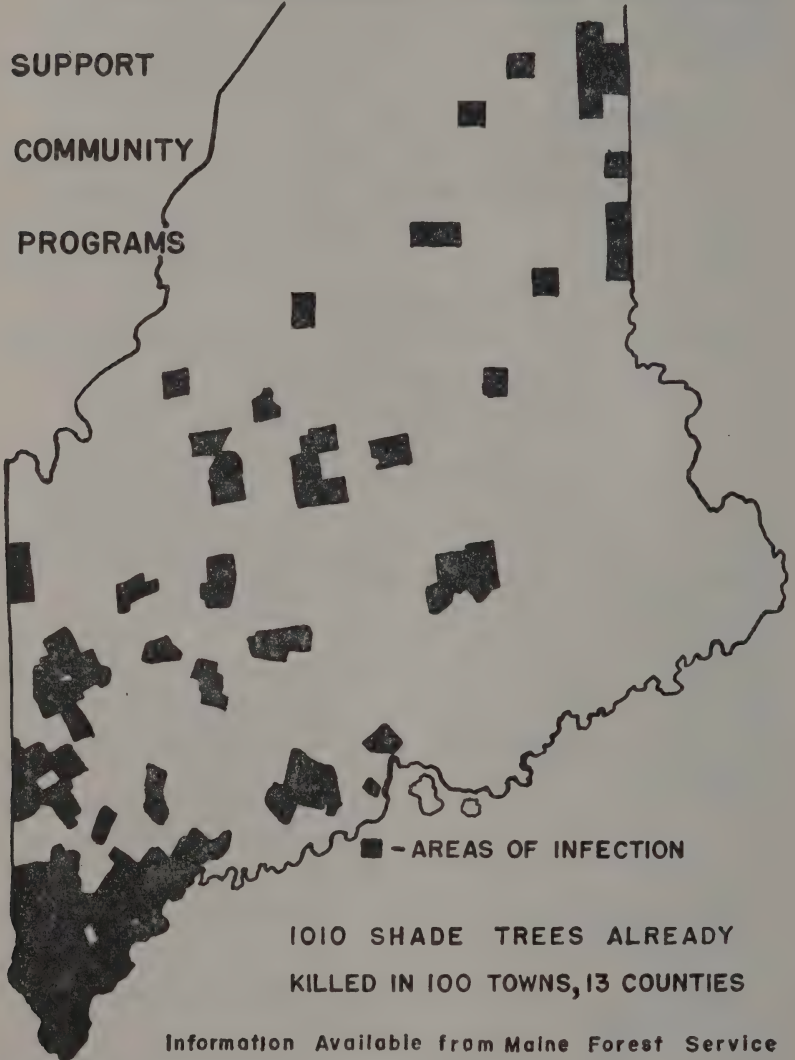 SUPPORT
COMMUNITY
PROGRAMS
- AREAS OF INFECTION
1010 SHADE TREES ALREADY
KILLED IN 100 TOWNS, 13 COUNTIES
Information Available from Maine Forest Service